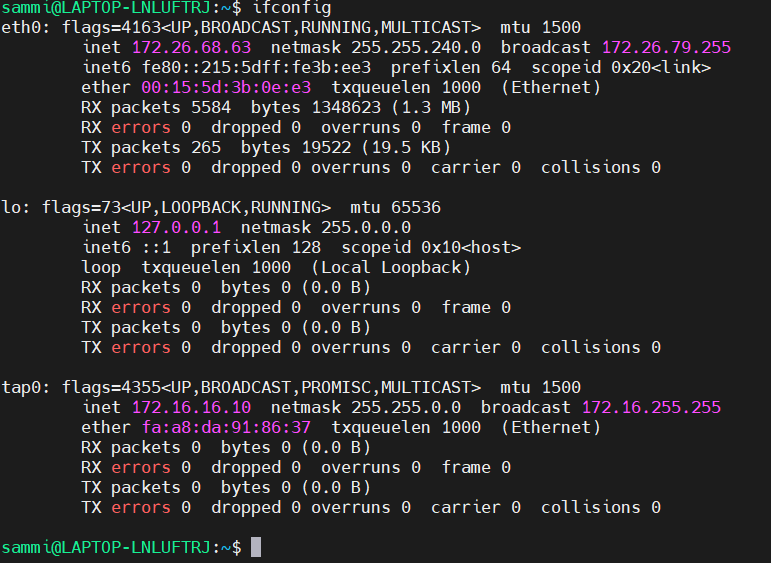 sammi@LAPTOP-LNLUFTRJ:~$ ifconfig
eth0: flags=4163<UP,BROADCAST,RUNNING,MULTICAST>  mtu 1500
        inet 172.26.68.63  netmask 255.255.240.0  broadcast 172.26.79.255
        inet6 fe80::215:5dff:fe3b:ee3  prefixlen 64  scopeid 0x20<link>
        ether 00:15:5d:3b:0e:e3  txqueuelen 1000  (Ethernet)
        RX packets 5584  bytes 1348623 (1.3 MB)
        RX errors 0  dropped 0  overruns 0  frame 0
        TX packets 265  bytes 19522 (19.5 KB)
        TX errors 0  dropped 0 overruns 0  carrier 0  collisions 0

lo: flags=73<UP,LOOPBACK,RUNNING>  mtu 65536
        inet 127.0.0.1  netmask 255.0.0.0
        inet6 ::1  prefixlen 128  scopeid 0x10<host>
        loop  txqueuelen 1000  (Local Loopback)
        RX packets 0  bytes 0 (0.0 B)
        RX errors 0  dropped 0  overruns 0  frame 0
        TX packets 0  bytes 0 (0.0 B)
        TX errors 0  dropped 0 overruns 0  carrier 0  collisions 0

tap0: flags=4355<UP,BROADCAST,PROMISC,MULTICAST>  mtu 1500
        inet 172.16.16.10  netmask 255.255.0.0  broadcast 172.16.255.255
        ether fa:a8:da:91:86:37  txqueuelen 1000  (Ethernet)
        RX packets 0  bytes 0 (0.0 B)
        RX errors 0  dropped 0  overruns 0  frame 0
        TX packets 0  bytes 0 (0.0 B)
        TX errors 0  dropped 0 overruns 0  carrier 0  collisions 0

sammi@LAPTOP-LNLUFTRJ:~$